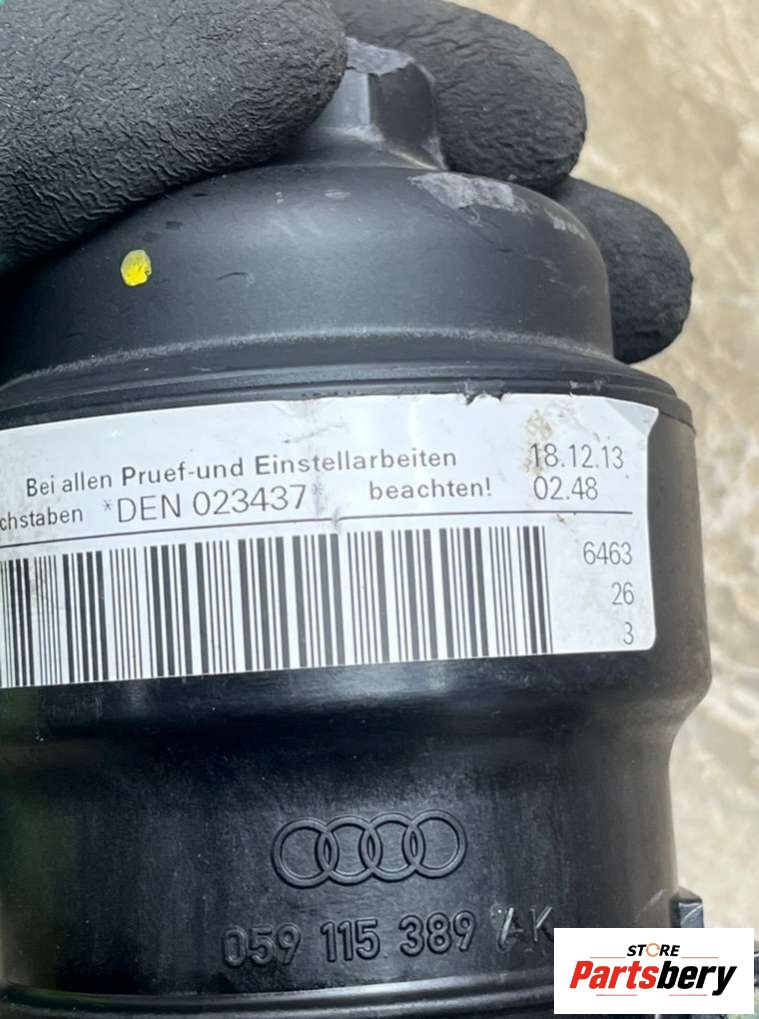 Bei allen Pruef-und Einstellarbeiten 18.12.13
chstaben *DEN 023437* beachten! 02.48
6463
26
3
059 115 389 AK
STORE
Partsbery